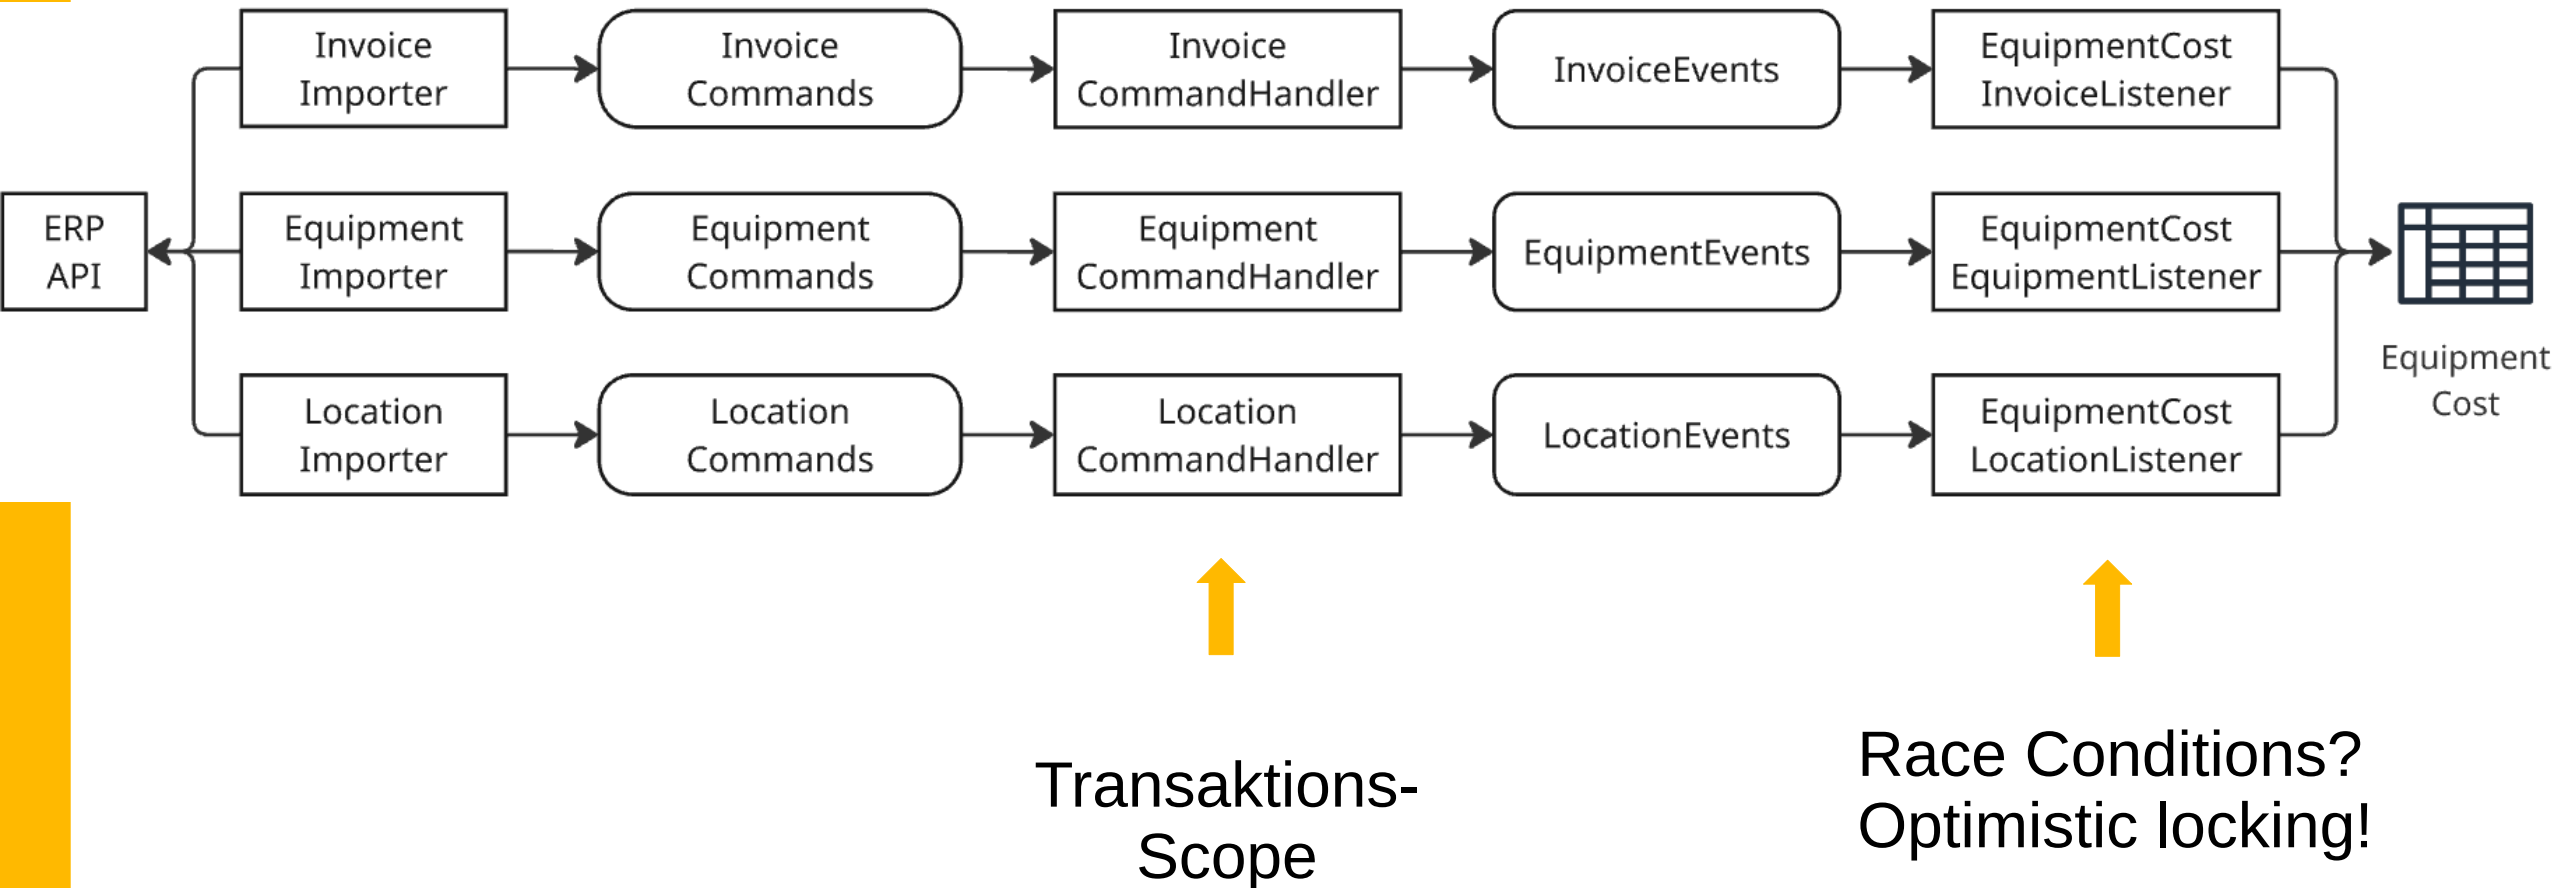 Invoice
Importer
Invoice
Commands
Invoice
CommandHandler
InvoiceEvents
EquipmentCost
InvoiceListener
ERP
API
Equipment
Importer
Equipment
Commands
Equipment
CommandHandler
EquipmentEvents
EquipmentCost
EquipmentListener
Equipment
Cost
Location
Importer
Location
Commands
Location
CommandHandler
LocationEvents
EquipmentCost
LocationListener
Transaktions-
Scope
Race Conditions?
Optimistic locking!